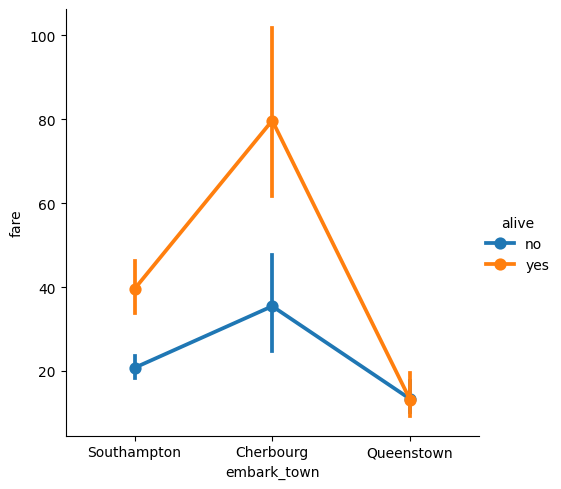 100
80
60
40
20
fare
Southampton
Cherbourg
Queenstown
embark_town
alive
no
yes